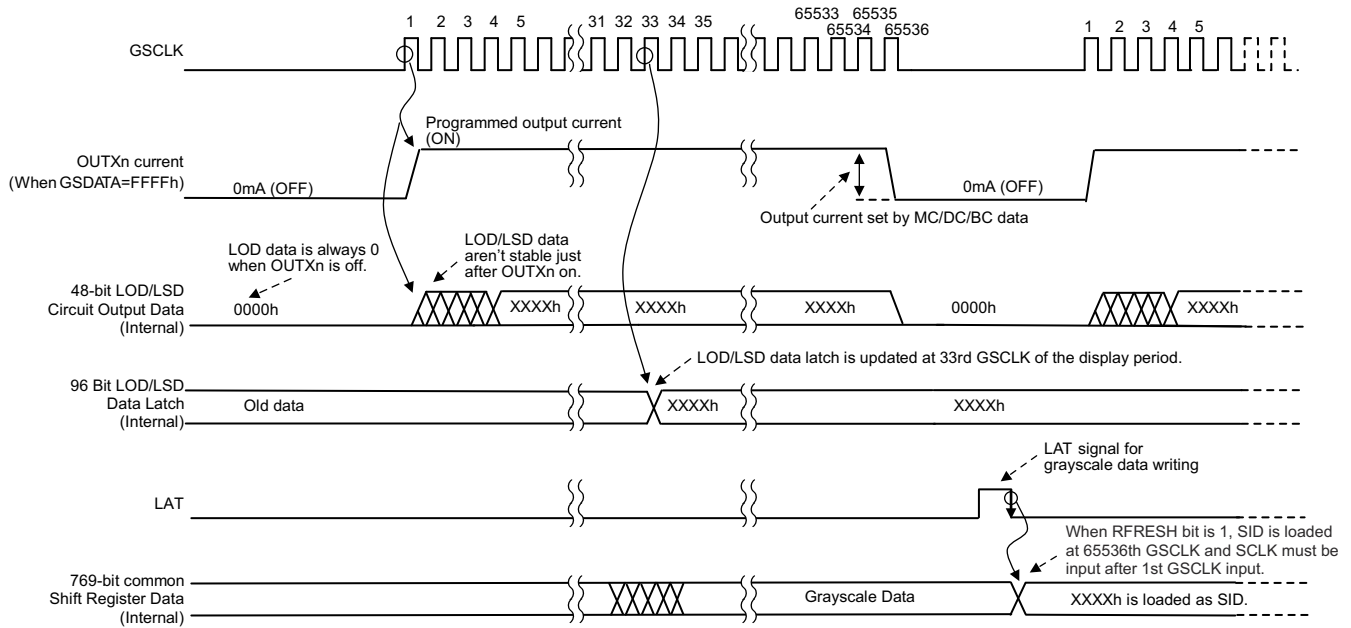 65533 65535
1 2 3 4 5 31 32 33 34 35 65534 65536 1 2 3 4 5
GSCLK
Programmed output current
(ON)
OUTXn current
(When GSDATA=FFFFh)
0mA (OFF) 0mA (OFF)
Output current set by MC/DC/BC data
LOD data is always 0
when OUTXn is off.
LOD/LSD data
aren't stable just
after OUTXn on.
48-bit LOD/LSD
Circuit Output Data
(Internal)
0000h XXXXh XXXXh XXXXh 0000h XXXXh
LOD/LSD data latch is updated at 33rd GSCLK of the display period.
96 Bit LOD/LSD
Data Latch
(Internal)
Old data XXXXh XXXXh
LAT signal for
grayscale data writing
LAT
When RFRESH bit is 1, SID is loaded
at 65536th GSCLK and SCLK must be
input after 1st GSCLK input.
769-bit common
Shift Register Data
(Internal)
Grayscale Data XXXXh is loaded as SID.